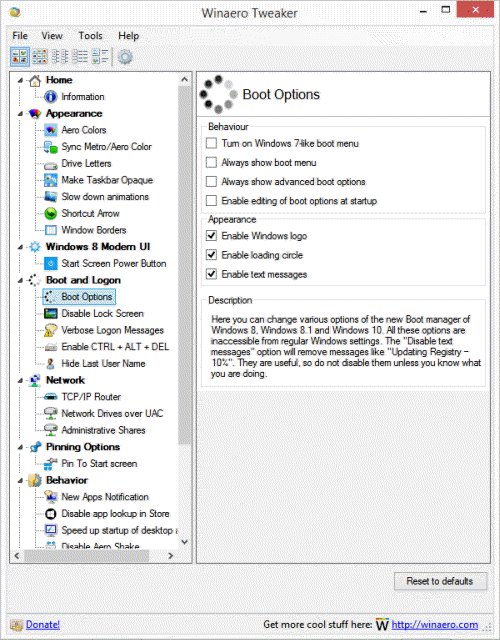 Winaero Tweaker
File View Tools Help
Home
Information
Appearance
Aero Colors
Sync Metro/Aero Color
Drive Letters
Make Taskbar Opaque
Slow down animations
Shortcut Arrow
Window Borders
Windows 8 Modern UI
Start Screen Power Button
Boot and Logon
Boot Options
Disable Lock Screen
Verbose Logon Messages
Enable CTRL + ALT + DEL
Hide Last User Name
Network
TCP/IP Router
Network Drives over UAC
Administrative Shares
Pinning Options
Pin To Start screen
Behavior
New Apps Notification
Disable app lookup in Store
Speed up startup of desktop a
Disable Aero Shake
Boot Options
Behaviour
Turn on Windows 7-like boot menu
Always show boot menu
Always show advanced boot options
Enable editing of boot options at startup
Appearance
Enable Windows logo
Enable loading circle
Enable text messages
Description
Here you can change various options of the new Boot manager of
Windows 8, Windows 8.1 and Windows 10. All these options are
inaccessible from regular Windows settings. The "Disable text
messages" option will remove messages like "Updating Registry –
10%". They are useful, so do not disable them unless you know what
you are doing.
Reset to defaults
Donate!
Get more cool stuff here: W http://winaero.com